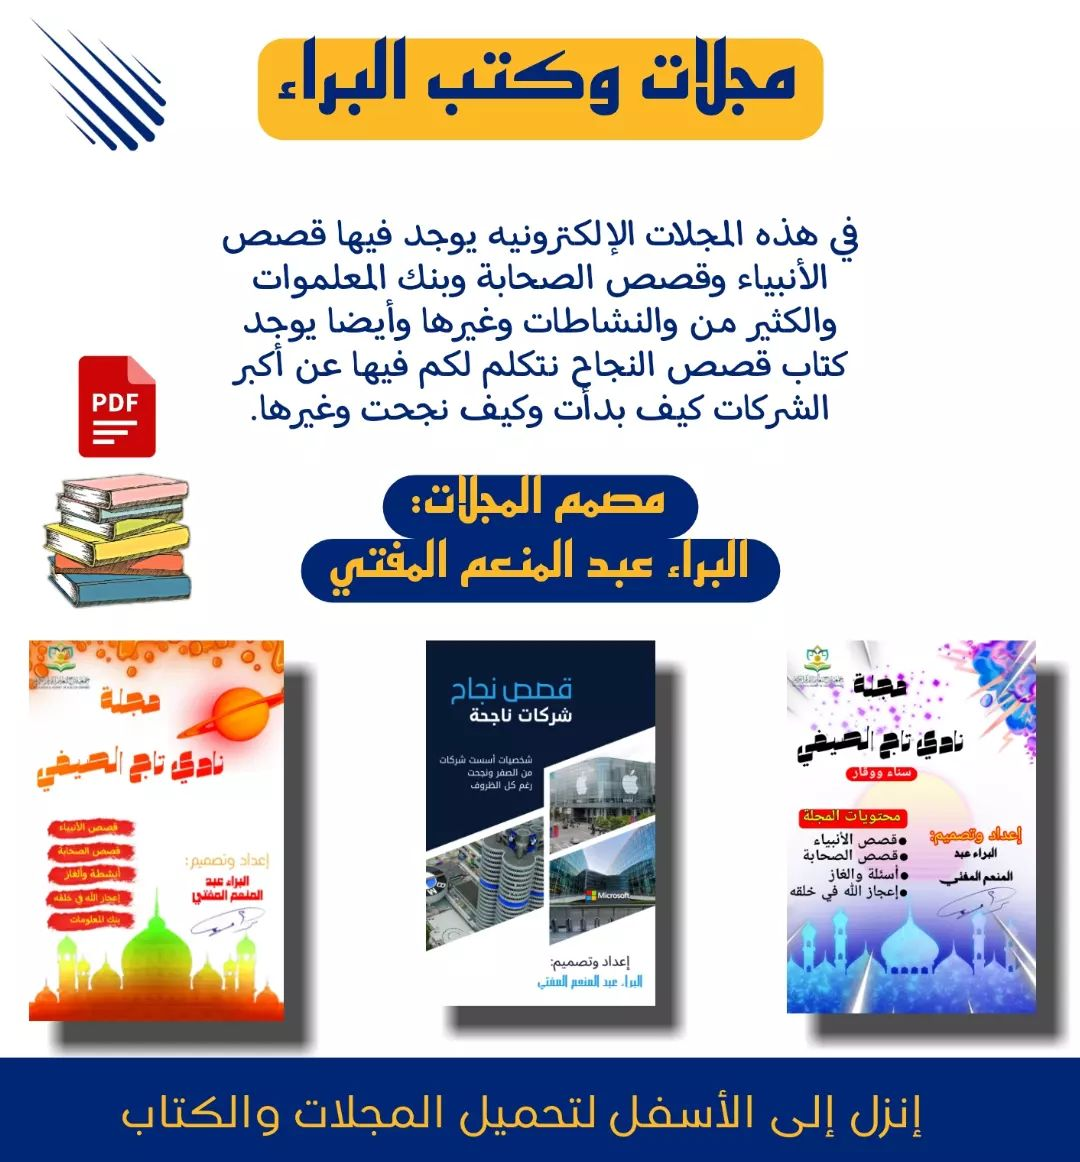 مجلات وكتب البراء
في هذه المجلات الإلكترونيه يوجد فيها قصص
الأنبياء وقصص الصحابة وبنك المعلموات
والكثير من والنشاطات وغيرها وأيضا يوجد
كتاب قصص النجاح نتكلم لكم فيها عن أكبر
الشركات كيف بدأت وكيف نجحت وغيرها.
PDF
مصمم المجلات:
البراء عبد المنعم المفتي
مجلة
نادي تاج الصيفي
سناء ووقار
محتويات المجلة
قصص الأنبياء
قصص الصحابة
أسئلة والغاز
إعجاز الله في خلقه
إعداد وتصميم:
البراء عبد
المنعم المفتي
قصص نجاح
شركات ناجحة
شخصيات أسست شركات
من الصفر ونجحت
رغم كل الظروف
Microsoft
إعداد وتصميم:
البراء عبد المنعم المفتي
مجلة
نادي تاج الصيفي
قصص الأنبياء
قصص الصحابة
أنشطة وألغاز
إعجاز الله في خلقه
بنك المعلومات
إعداد وتصميم:
البراء عبد
المنعم المفتي
إنزل إلى الأسفل لتحميل المجلات والكتاب